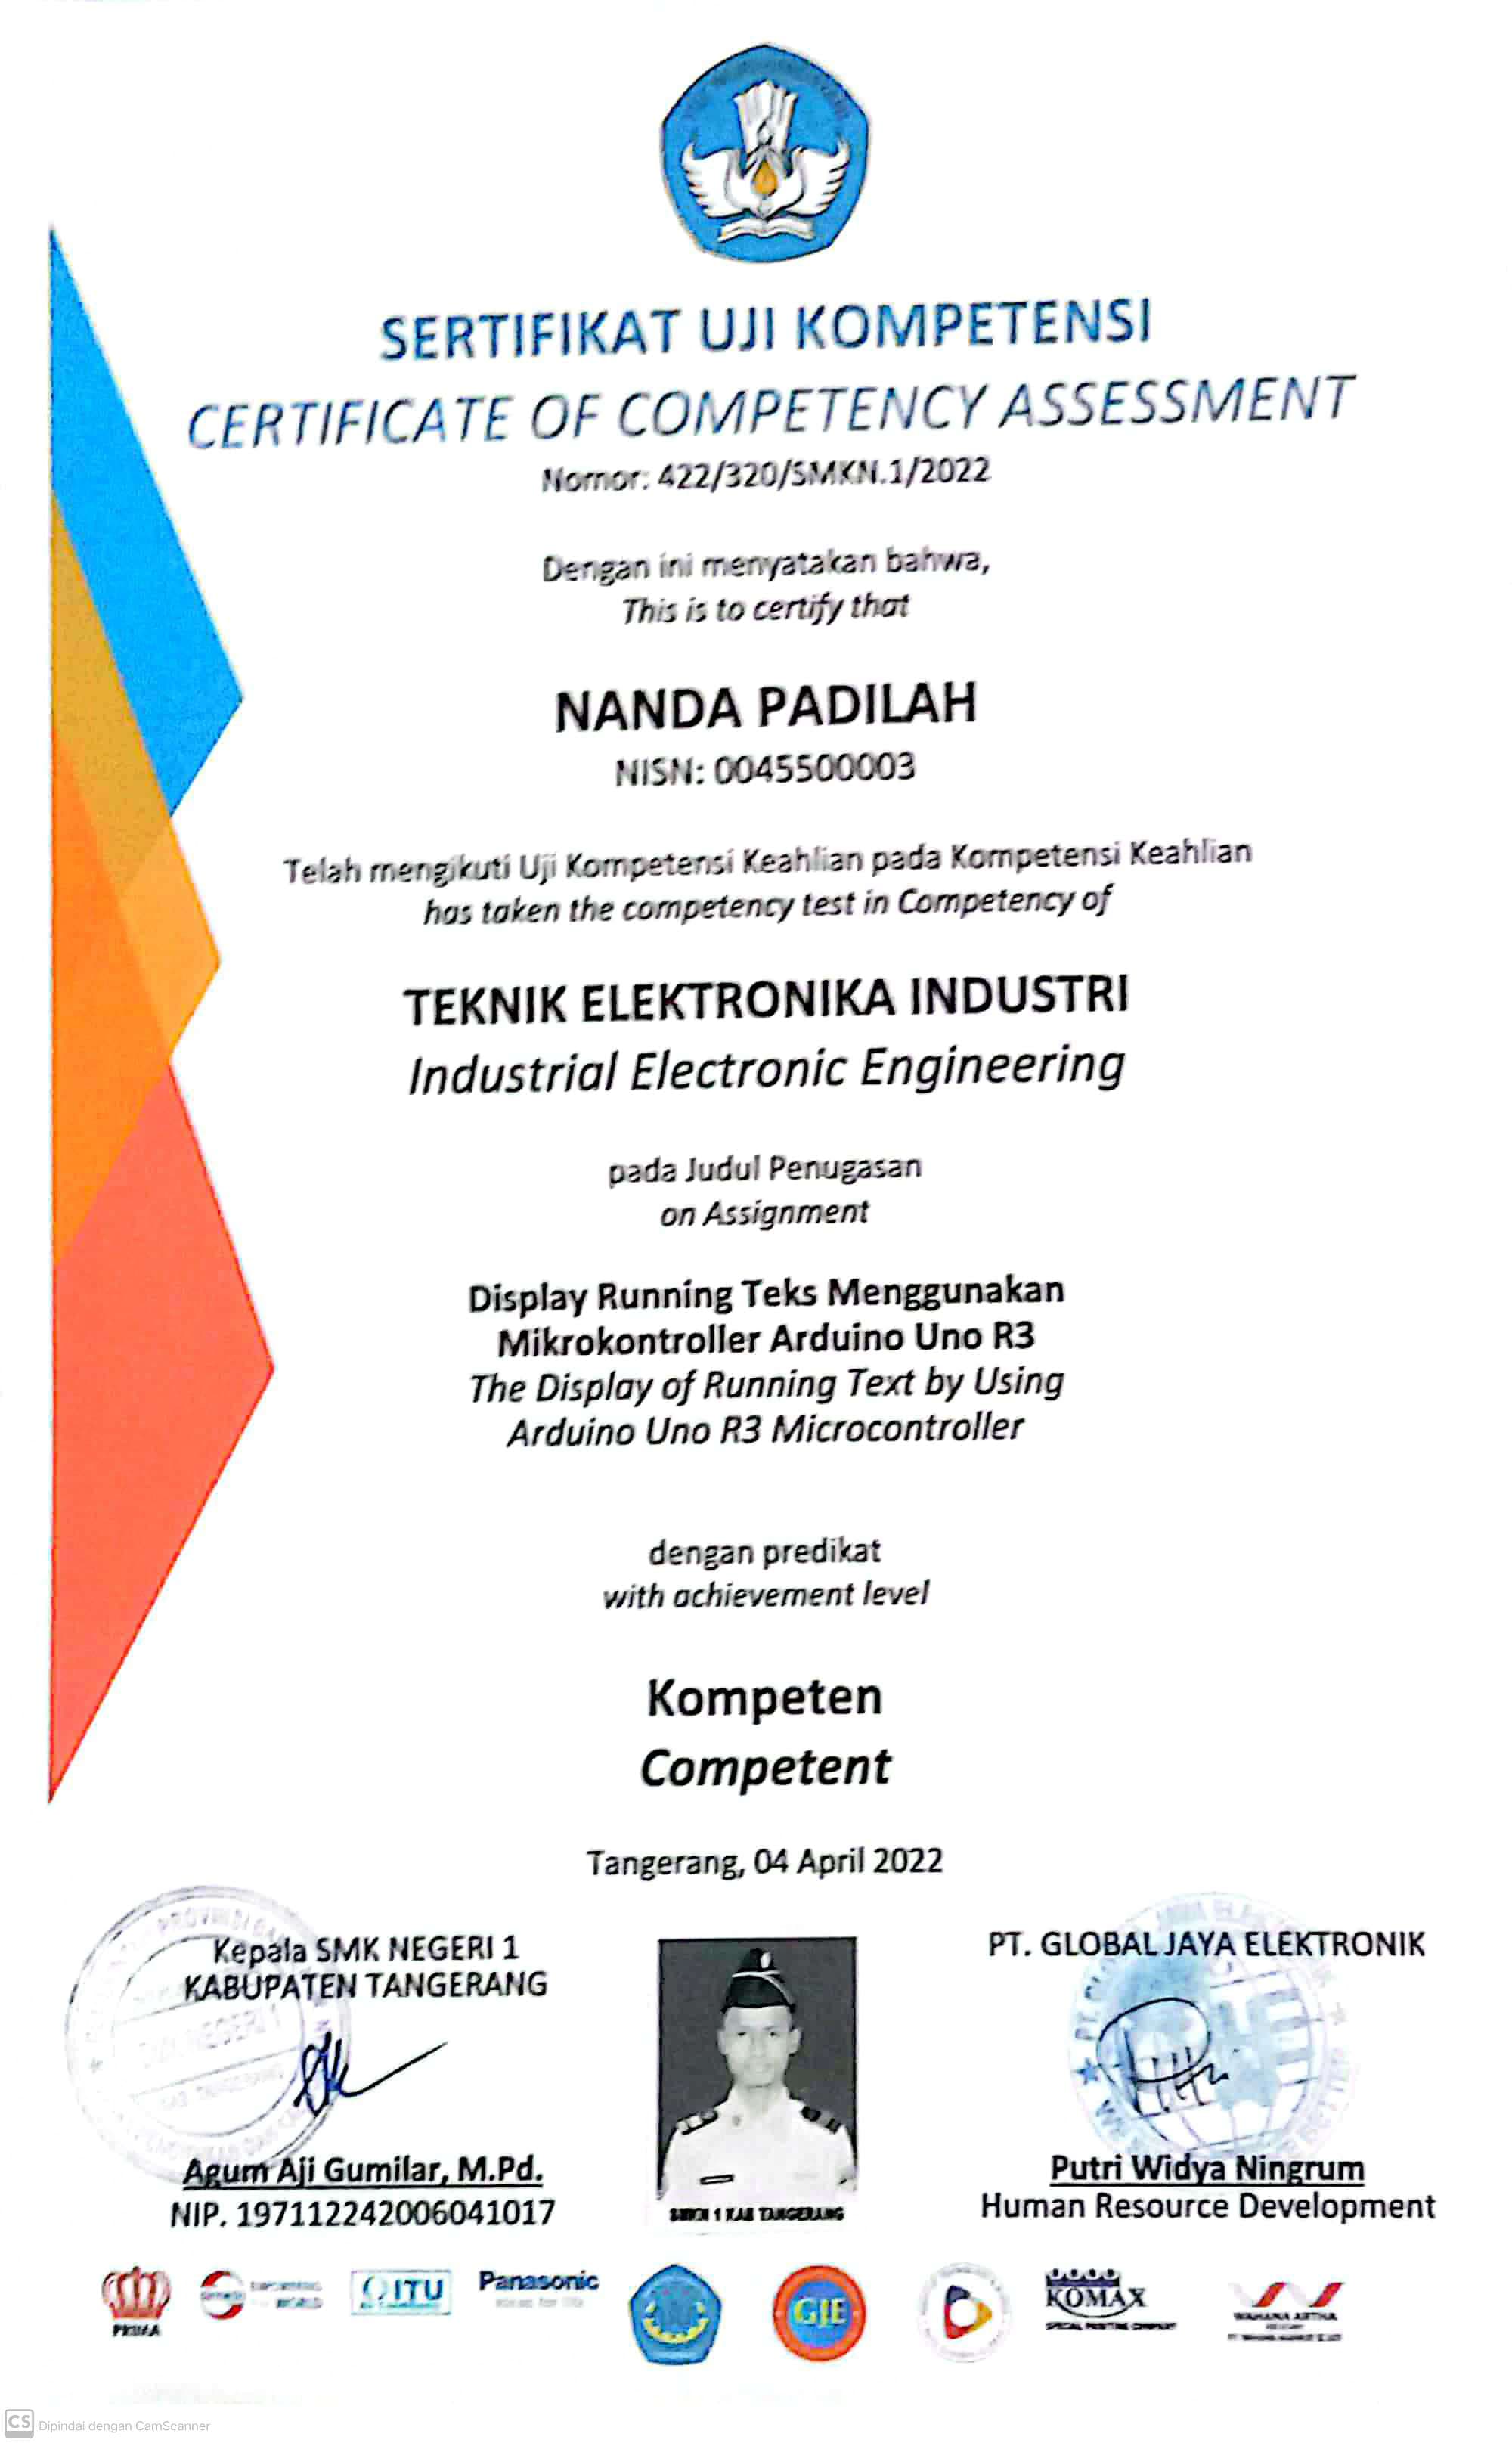 SERTIFIKAT UJI KOMPETENSI
CERTIFICATE OF COMPETENCY ASSESSMENT
Nomor: 422/320/SMKN.1/2022
Dengan ini menyatakan bahwa,
This is to certify that
NANDA PADILAH
NISN: 0045500003
Telah mengikuti Uji Kompetensi Keahlian pada Kompetensi Keahlian
has taken the competency test in Competency of
TEKNIK ELEKTRONIKA INDUSTRI
Industrial Electronic Engineering
pada Judul Penugasan
on Assignment
Display Running Teks Menggunakan
Mikrokontroller Arduino Uno R3
The Display of Running Text by Using
Arduino Uno R3 Microcontroller
dengan predikat
with achievement level
Kompeten
Competent
Tangerang, 04 April 2022
Kepala SMK NEGERI 1
KABUPATEN TANGERANG
Agum Aji Gumilar, M.Pd.
NIP. 197112242006041017
SMKN 1 KAB TANGERANG
PT. GLOBAL JAYA ELEKTRONIK
Putri Widya Ningrum
Human Resource Development
PRIMA
ITU
Panasonic
GJE
KOMAX
WAHANA ARTHA
CS Dipindai dengan CamScanner